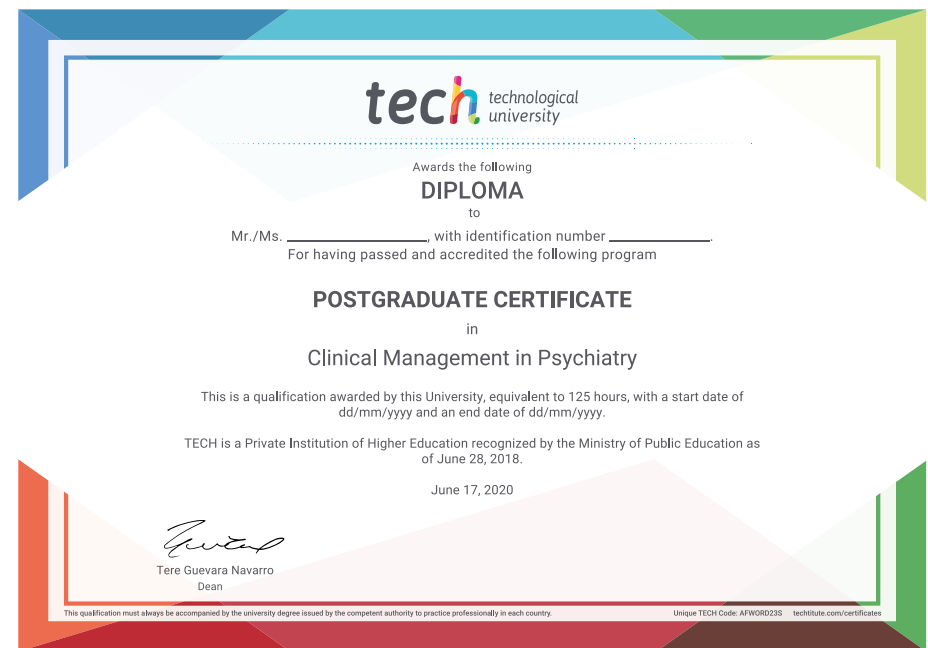 tech technological
university
Awards the following
DIPLOMA
to
Mr./Ms. ____________, with identification number ____________.
For having passed and accredited the following program
POSTGRADUATE CERTIFICATE
in
Clinical Management in Psychiatry
This is a qualification awarded by this University, equivalent to 125 hours, with a start date of
dd/mm/yyyy and an end date of dd/mm/yyyy.
TECH is a Private Institution of Higher Education recognized by the Ministry of Public Education as
of June 28, 2018.
June 17, 2020
Tere Guevara Navarro
Dean
This qualification must always be accompanied by the university degree issued by the competent authority to practice professionally in each country. Unique TECH Code: AFWORD23S techtitute.com/certificates